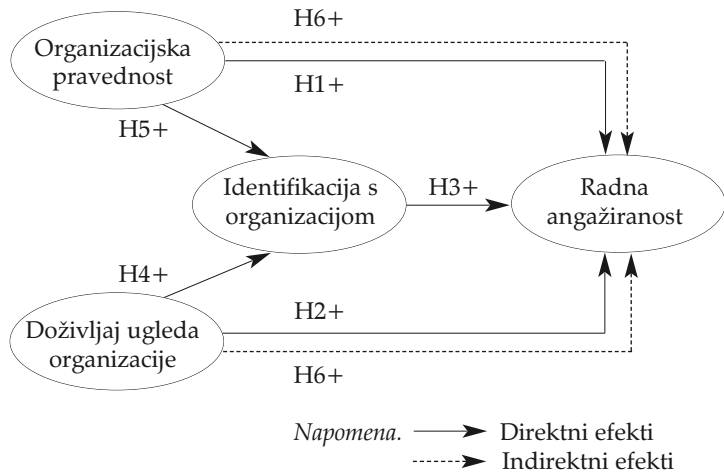 H6+
Organizacijska
pravednost
H1+
H5+
Identifikacija s
organizacijom
H3+
Radna
angažiranost
H4+
H2+
Doživljaj ugleda
organizacije
H6+
Napomena.
Direktni efekti
Indirektni efekti